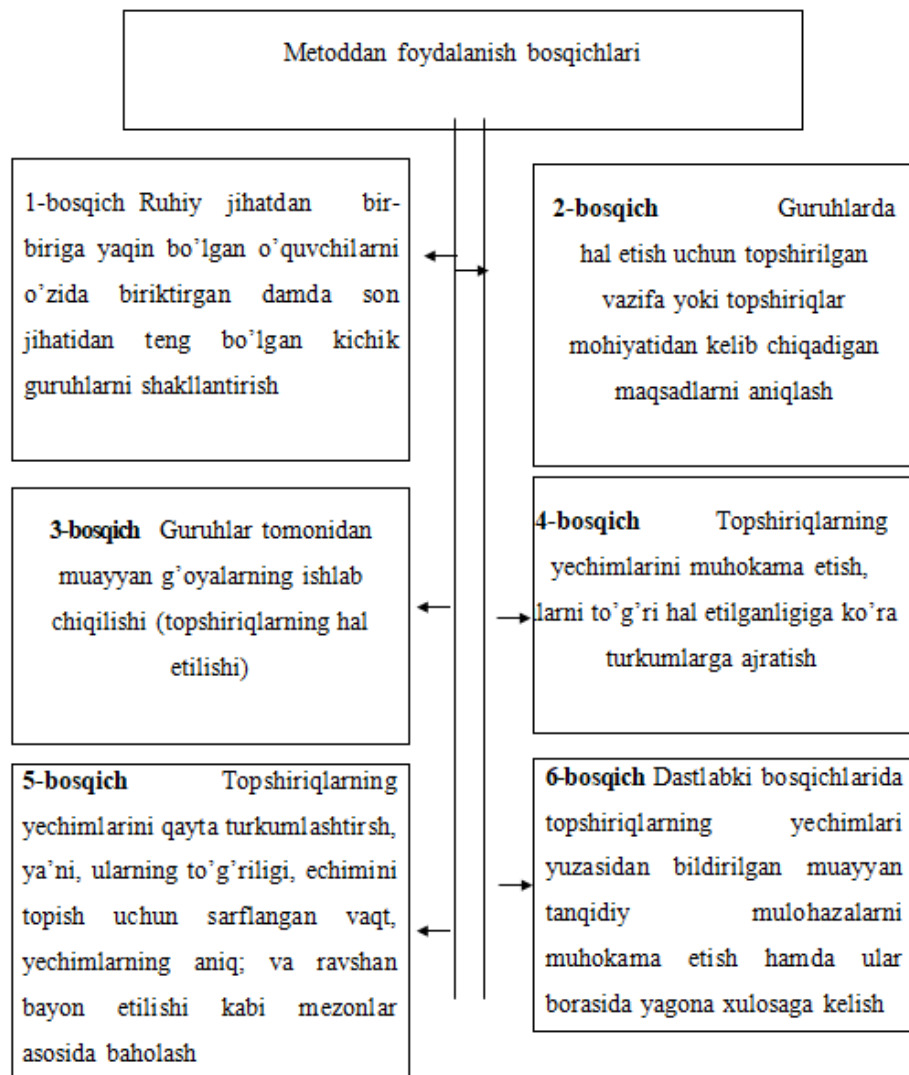 Metoddan foydalanish bosqichlari
1-bosqich Ruhiy jihatdan bir-
biriga yaqin bo’lgan o’quvchilarni
o’zida biriktirgan damda son
jihatidan teng bo’lgan kichik
guruhlarni shakllantirish
2-bosqich Guruhlarda
hal etish uchun topshirilgan
vazifa yoki topshiriqlar
mohiyatidan kelib chiqadigan
maqsadlarni aniqlash
3-bosqich Guruhlar tomonidan
muayyan g’oyalarning ishlab
chiqilishi (topshiriqlarning hal
etilishi)
4-bosqich Topshiriqlarning
yechimlarini muhokama etish,
larni to’g’ri hal etilganligiga ko’ra
turkumlarga ajratish
5-bosqich Topshiriqlarning
yechimlarini qayta turkumlashtirsh,
ya’ni, ularning to’g’riligi, echimini
topish uchun sarflangan vaqt,
yechimlarning aniq; va ravshan
bayon etilishi kabi mezonlar
asosida baholash
6-bosqich Dastlabki bosqichlarida
topshiriqlarning yechimlari
yuzasidan bildirilgan muayyan
tanqidiy mulohazalarni
muhokama etish hamda ular
borasida yagona xulosaga kelish